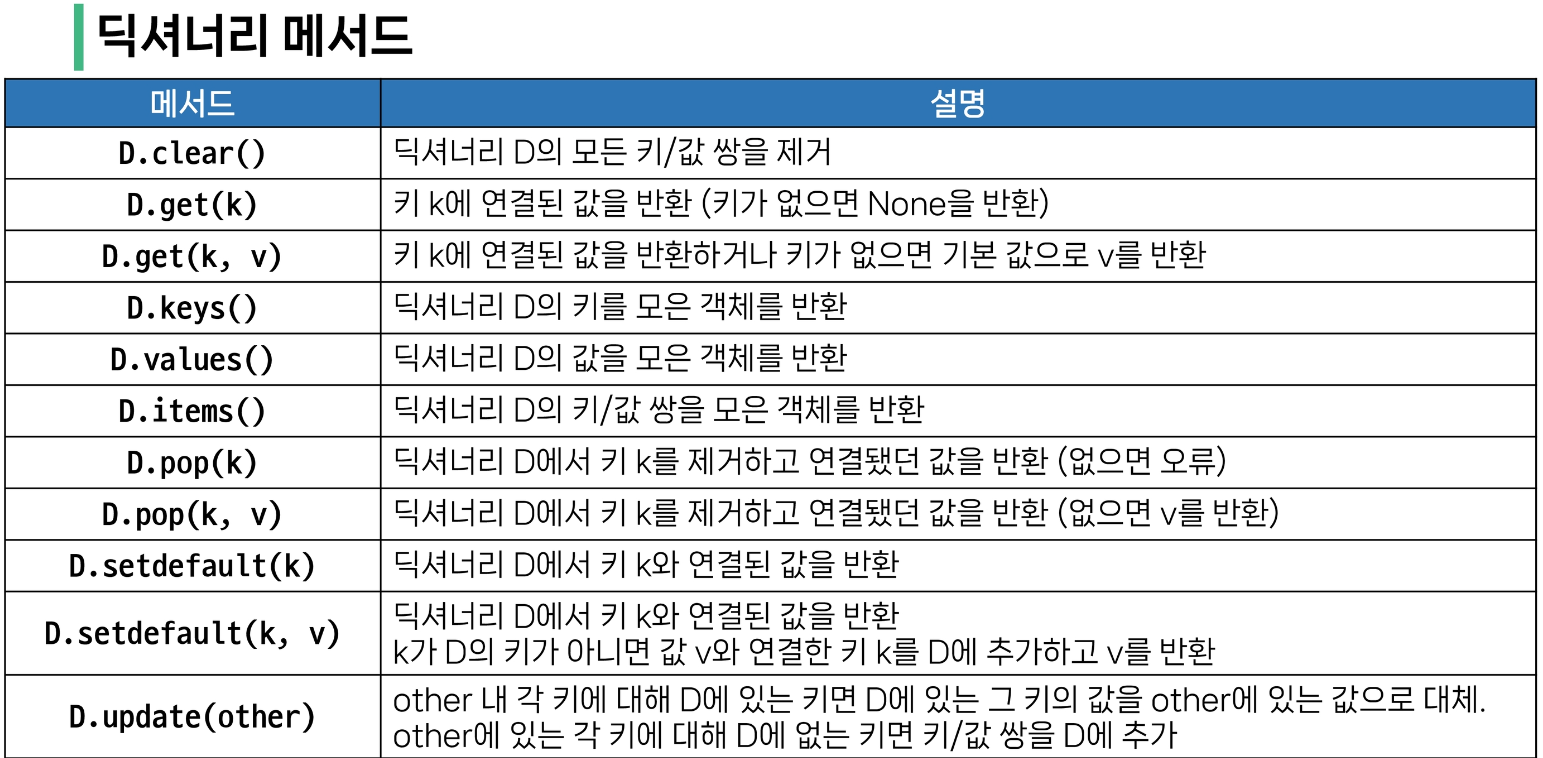 딕셔너리 메서드
메서드 설명
D.clear() 딕셔너리 D의 모든 키/값 쌍을 제거
D.get(k) 키 k에 연결된 값을 반환 (키가 없으면 None을 반환)
D.get(k, v) 키 k에 연결된 값을 반환하거나 키가 없으면 기본 값으로 v를 반환
D.keys() 딕셔너리 D의 키를 모은 객체를 반환
D.values() 딕셔너리 D의 값을 모은 객체를 반환
D.items() 딕셔너리 D의 키/값 쌍을 모은 객체를 반환
D.pop(k) 딕셔너리 D에서 키 k를 제거하고 연결됐던 값을 반환 (없으면 오류)
D.pop(k, v) 딕셔너리 D에서 키 k를 제거하고 연결됐던 값을 반환 (없으면 v를 반환)
D.setdefault(k) 딕셔너리 D에서 키 k와 연결된 값을 반환
D.setdefault(k, v) 딕셔너리 D에서 키 k와 연결된 값을 반환
k가 D의 키가 아니면 값 v와 연결한 키 k를 D에 추가하고 v를 반환
D.update(other) other 내 각 키에 대해 D에 있는 키면 D에 있는 그 키의 값을 other에 있는 값으로 대체.
other에 있는 각 키에 대해 D에 없는 키면 키/값 쌍을 D에 추가